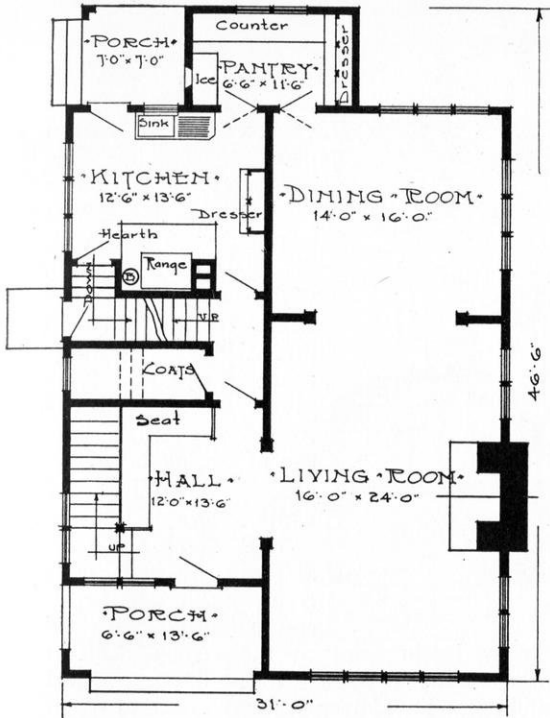 Counter
Dresser
PORCH
7'-0" x 7'-0"
Ice
PANTRY
6'-6" x 11'-6"
Sink
KITCHEN
12'-6" x 13'-6"
Dresser
DINING ROOM
14'-0" x 16'-0"
Hearth
Range
B
DOWN
UP
COATS
Seat
46'-6"
HALL
12'-0" x 13'-6"
LIVING ROOM
16'-0" x 24'-0"
UP
PORCH
6'-6" x 13'-6"
31'-0"